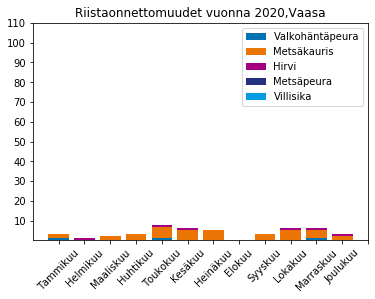 Riistaonnettomuudet vuonna 2020,Vaasa
110
100
90
80
70
60
50
40
30
20
10
Valkohäntäpeura
Metsäkauris
Hirvi
Metsäpeura
Villisika
Tammikuu
Helmikuu
Maaliskuu
Huhtikuu
Toukokuu
Kesäkuu
Heinäkuu
Elokuu
Syyskuu
Lokakuu
Marraskuu
Joulukuu